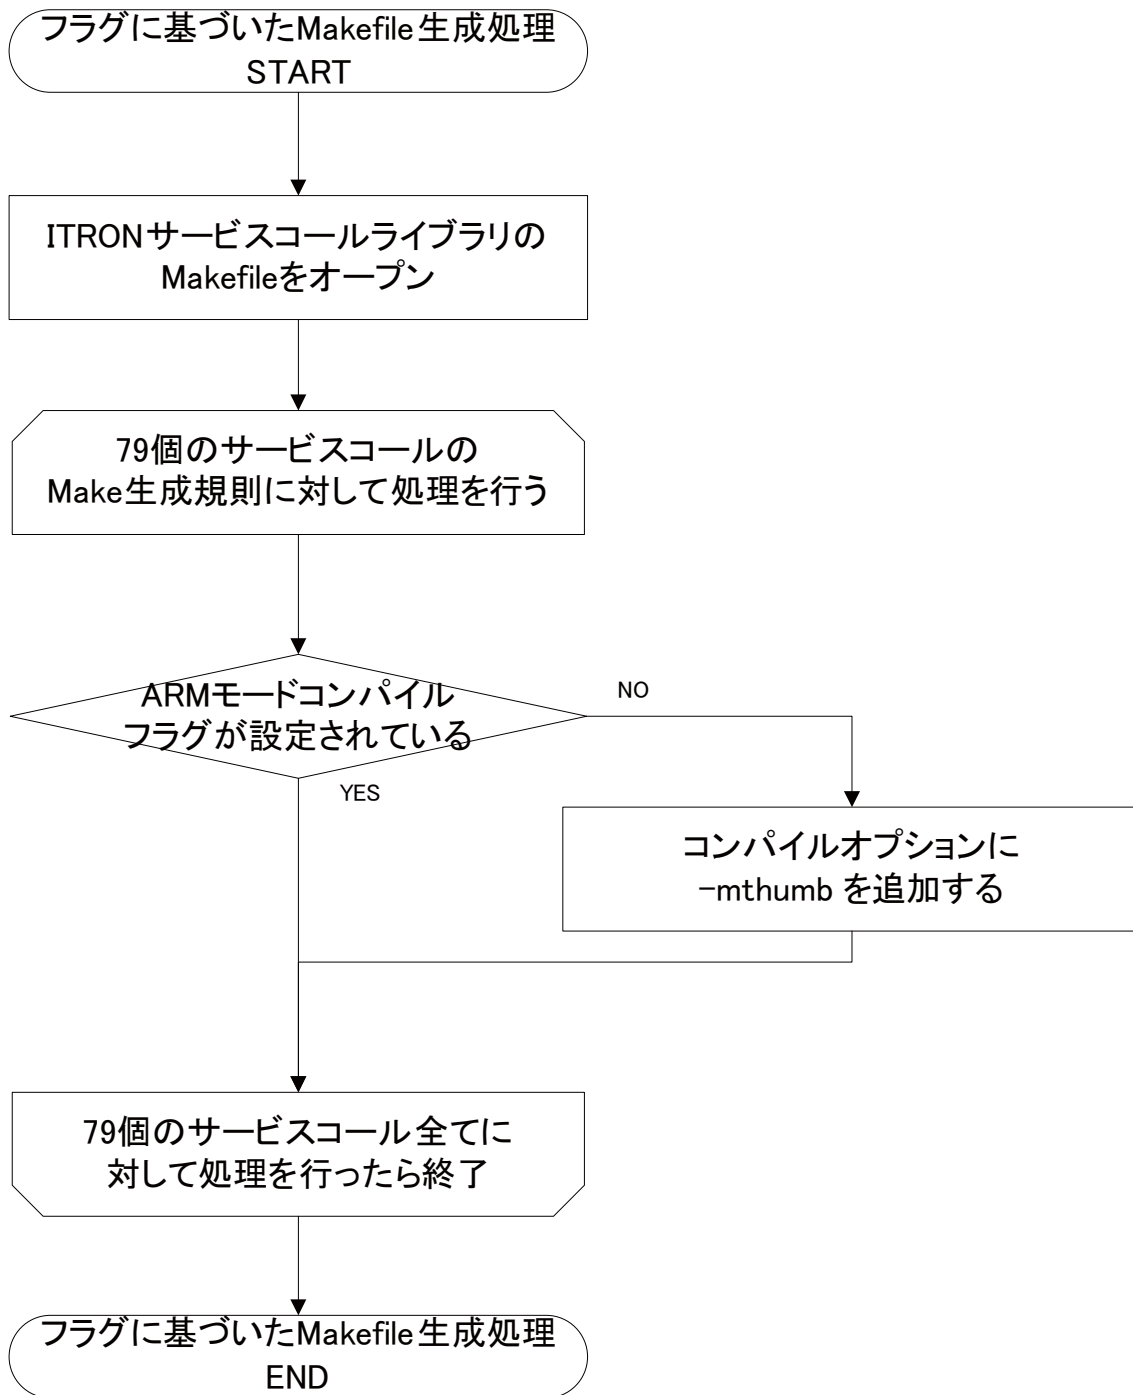 フラグに基づいたMakefile生成処理
START
ITRONサービスコールライブラリの
Makefileをオープン
79個のサービスコールの
Make生成規則に対して処理を行う
ARMモードコンパイル
フラグが設定されている
NO
YES
コンパイルオプションに
-mthumb を追加する
79個のサービスコール全てに
対して処理を行ったら終了
フラグに基づいたMakefile生成処理
END